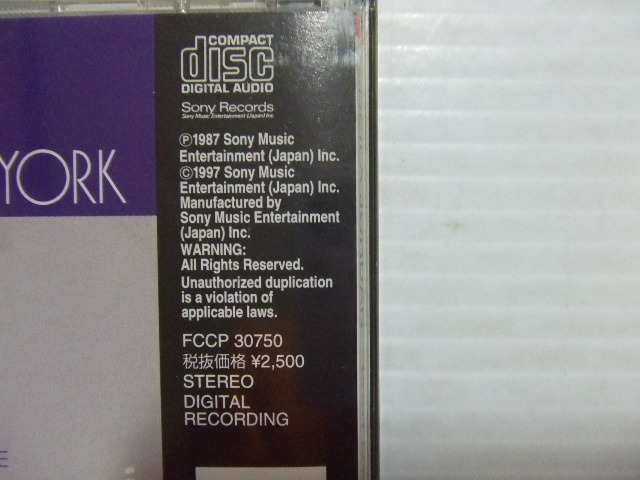 COMPACT
disc
DIGITAL AUDIO
Sony Records
Sony Music Entertainment (Japan) Inc.
℗1987 Sony Music
Entertainment (Japan) Inc.
©1997 Sony Music
Entertainment (Japan) Inc.
Manufactured by
Sony Music Entertainment
(Japan) Inc.
WARNING:
All Rights Reserved.
Unauthorized duplication
is a violation of
applicable laws.
FCCP 30750
税抜価格 ¥2,500
STEREO
DIGITAL
RECORDING
YORK
E